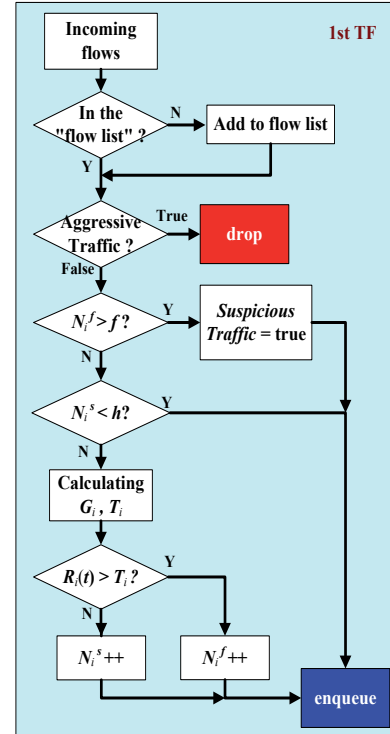 1st TF
Incoming
flows
In the
"flow list" ?
N
Add to flow list
Y
Aggressive
Traffic ?
True
drop
False
N_i^f > f ?
Y
Suspicious
Traffic = true
N
N_i^s < h?
Y
N
Calculating
G_i , T_i
R_i(t) > T_i ?
Y
N
N_i^s ++
N_i^f ++
enqueue